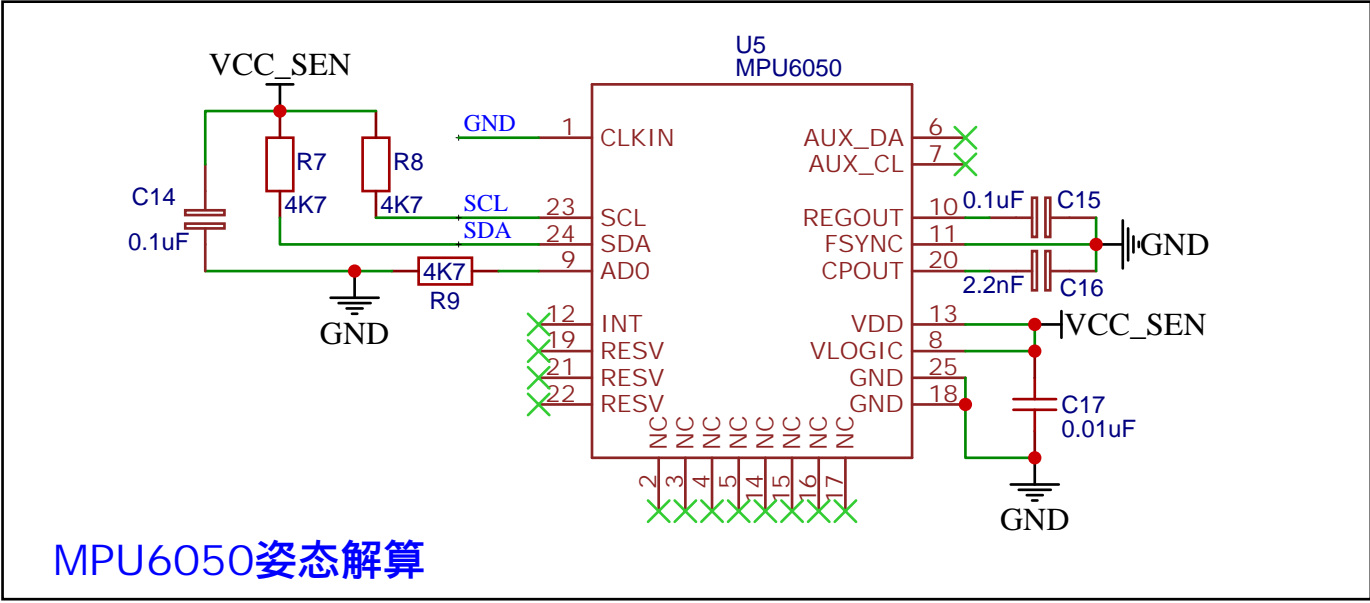 U5
MPU6050
VCC_SEN
GND
1
CLKIN
R7
4K7
R8
4K7
C14
0.1uF
SCL
23
SCL
SDA
24
SDA
9
AD0
4K7
R9
GND
12
INT
19
RESV
21
RESV
22
RESV
AUX_DA
6
AUX_CL
7
REGOUT
10
0.1uF
C15
FSYNC
11
GND
CPOUT
20
2.2nF
C16
VDD
13
VCC_SEN
VLOGIC
8
GND
25
GND
18
C17
0.01uF
GND
NC
NC
NC
NC
NC
NC
NC
NC
2
3
4
5
14
15
16
17
MPU6050姿态解算